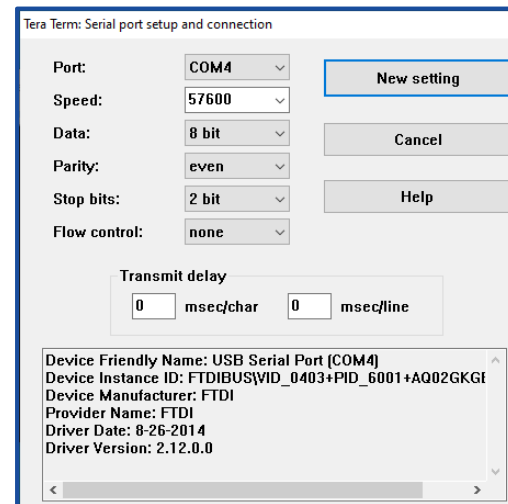 Tera Term: Serial port setup and connection
Port: COM4 New setting
Speed: 57600
Data: 8 bit Cancel
Parity: even
Stop bits: 2 bit Help
Flow control: none
Transmit delay
0 msec/char 0 msec/line
Device Friendly Name: USB Serial Port (COM4)
Device Instance ID: FTDIBUS\VID_0403+PID_6001+AQ02GKGE
Device Manufacturer: FTDI
Provider Name: FTDI
Driver Date: 8-26-2014
Driver Version: 2.12.0.0